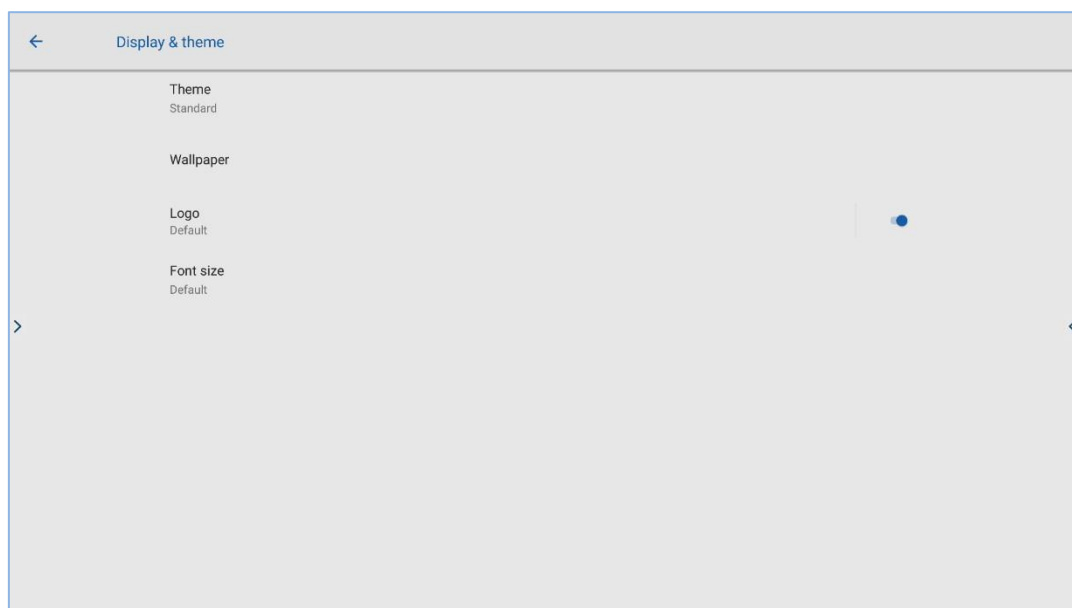 Display & theme
Theme
Standard
Wallpaper
Logo
Default
Font size
Default